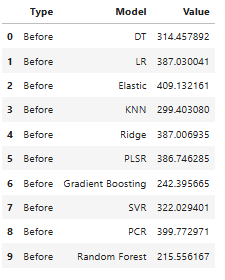 Type Model Value
0 Before DT 314.457892
1 Before LR 387.030041
2 Before Elastic 409.132161
3 Before KNN 299.403080
4 Before Ridge 387.006935
5 Before PLSR 386.746285
6 Before Gradient Boosting 242.395665
7 Before SVR 322.029401
8 Before PCR 399.772971
9 Before Random Forest 215.556167